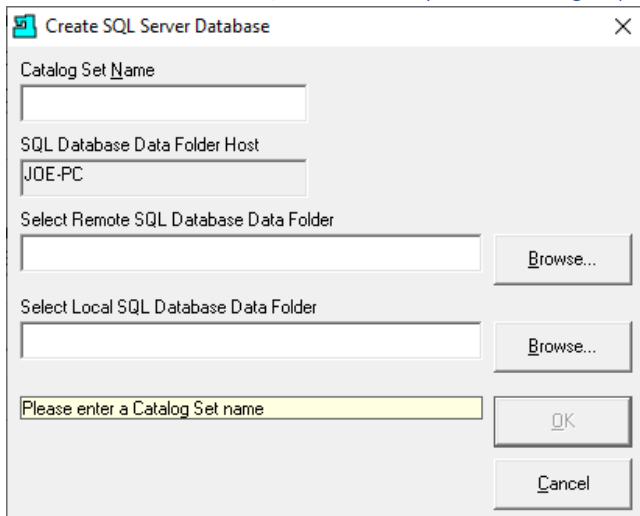 Create SQL Server Database
Catalog Set Name
SQL Database Data Folder Host
JOE-PC
Select Remote SQL Database Data Folder
Browse...
Select Local SQL Database Data Folder
Browse...
Please enter a Catalog Set name
OK
Cancel